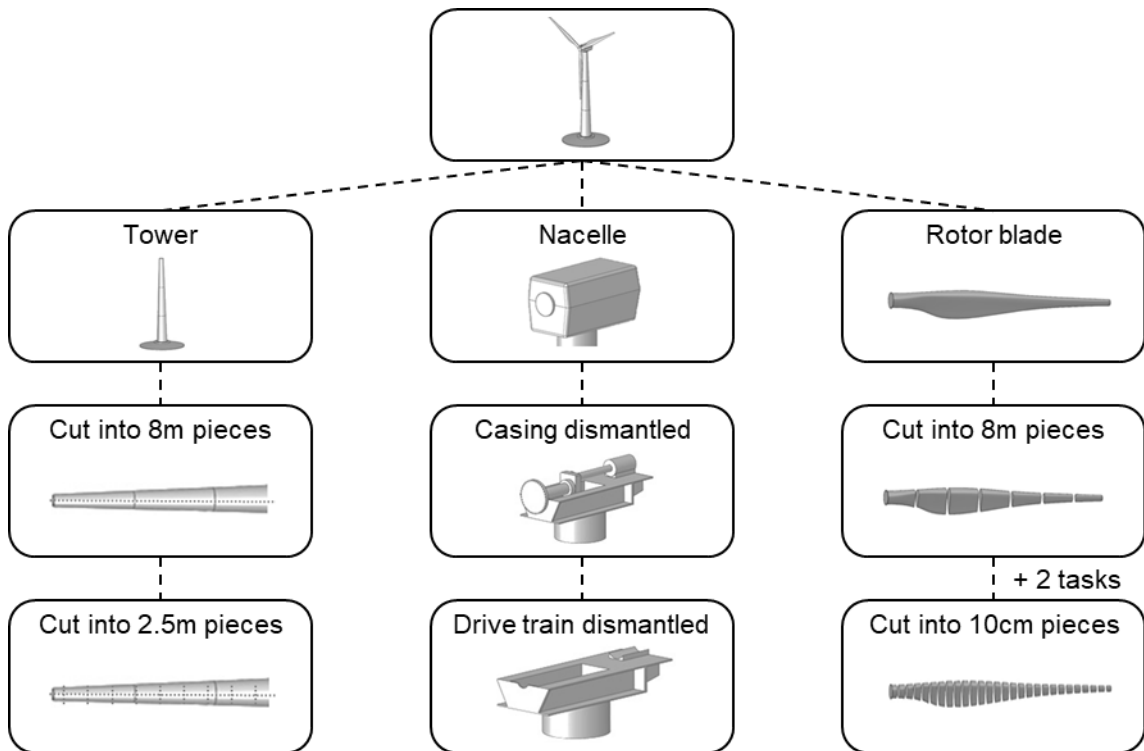 Tower
Nacelle
Rotor blade
Cut into 8m pieces
Casing dismantled
Cut into 8m pieces
+ 2 tasks
Cut into 2.5m pieces
Drive train dismantled
Cut into 10cm pieces